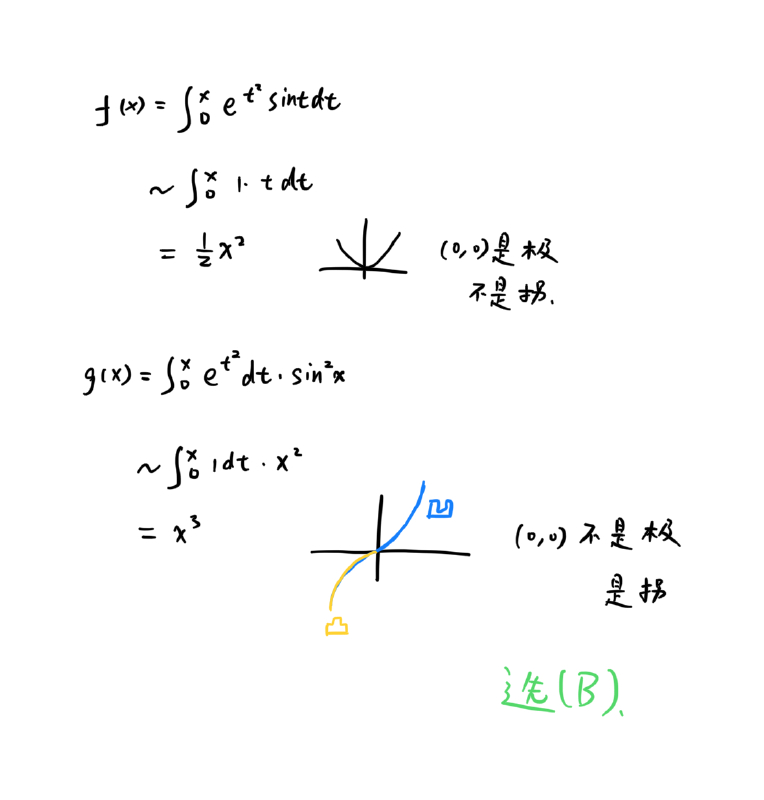 f(x) = ∫₀ˣ e^{t²} sint dt
~ ∫₀ˣ 1·t dt
= ½x²
(0,0)是极
不是拐.
g(x) = ∫₀ˣ e^{t²} dt · sin²x
~ ∫₀ˣ 1dt · x²
= x³
凹
(0,0) 不是极
是拐
凸
选(B).